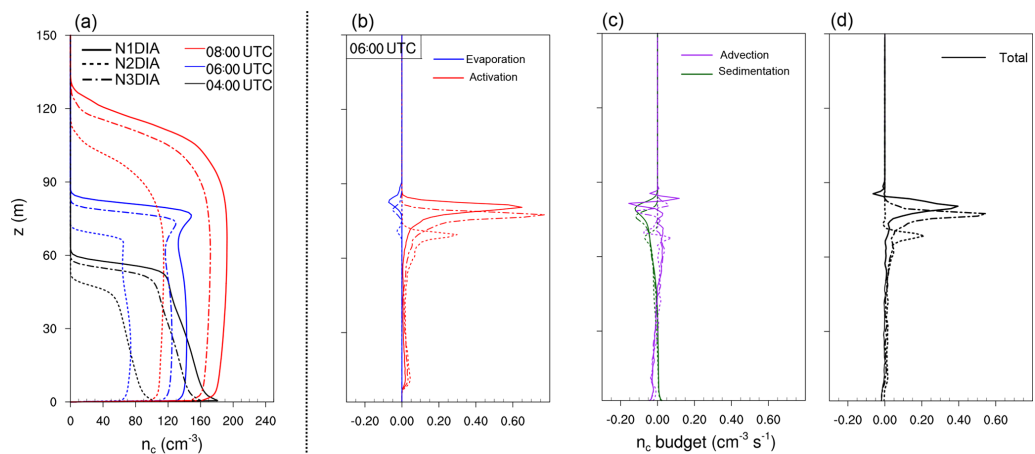 (a)
(b)
(c)
(d)
150
120
90
60
30
0
z (m)
N1DIA
N2DIA
N3DIA
08:00 UTC
06:00 UTC
04:00 UTC
0 40 80 120 160 200 240
n_c (cm⁻³)
06:00 UTC
Evaporation
Activation
-0.20 0.00 0.20 0.40 0.60
Advection
Sedimentation
-0.20 0.00 0.20 0.40 0.60
n_c budget (cm⁻³ s⁻¹)
Total
-0.20 0.00 0.20 0.40 0.60